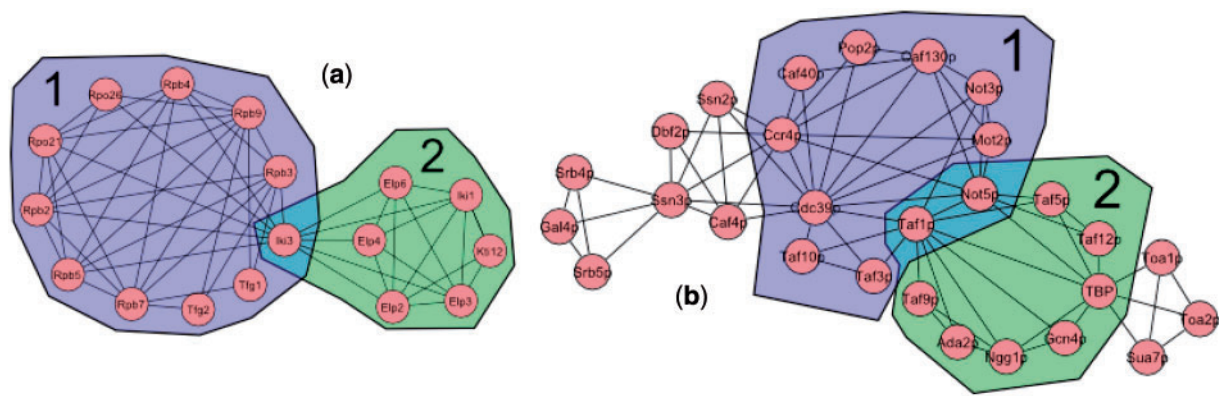 1
(a)
Rpb4
Rpo26
Rpb9
Rpo21
Rpb3
Rpb2
Iki3
Rpb5
Rpb7
Tfg2
Tfg1
2
Elp6
Iki1
Elp4
Kti12
Elp2
Elp3
1
Pop2p
Caf130p
Caf40p
Not3p
Ssn2p
Dbf2p
Ccr4p
Mot2p
Srb4p
Ssn3p
Cdc39p
Not5p
Gal4p
Caf4p
Taf1p
Srb5p
Taf10p
Taf3p
(b)
2
Taf5p
Taf12p
Toa1p
TBP
Taf9p
Toa2p
Ada2p
Ngg1p
Gcn4p
Sua7p